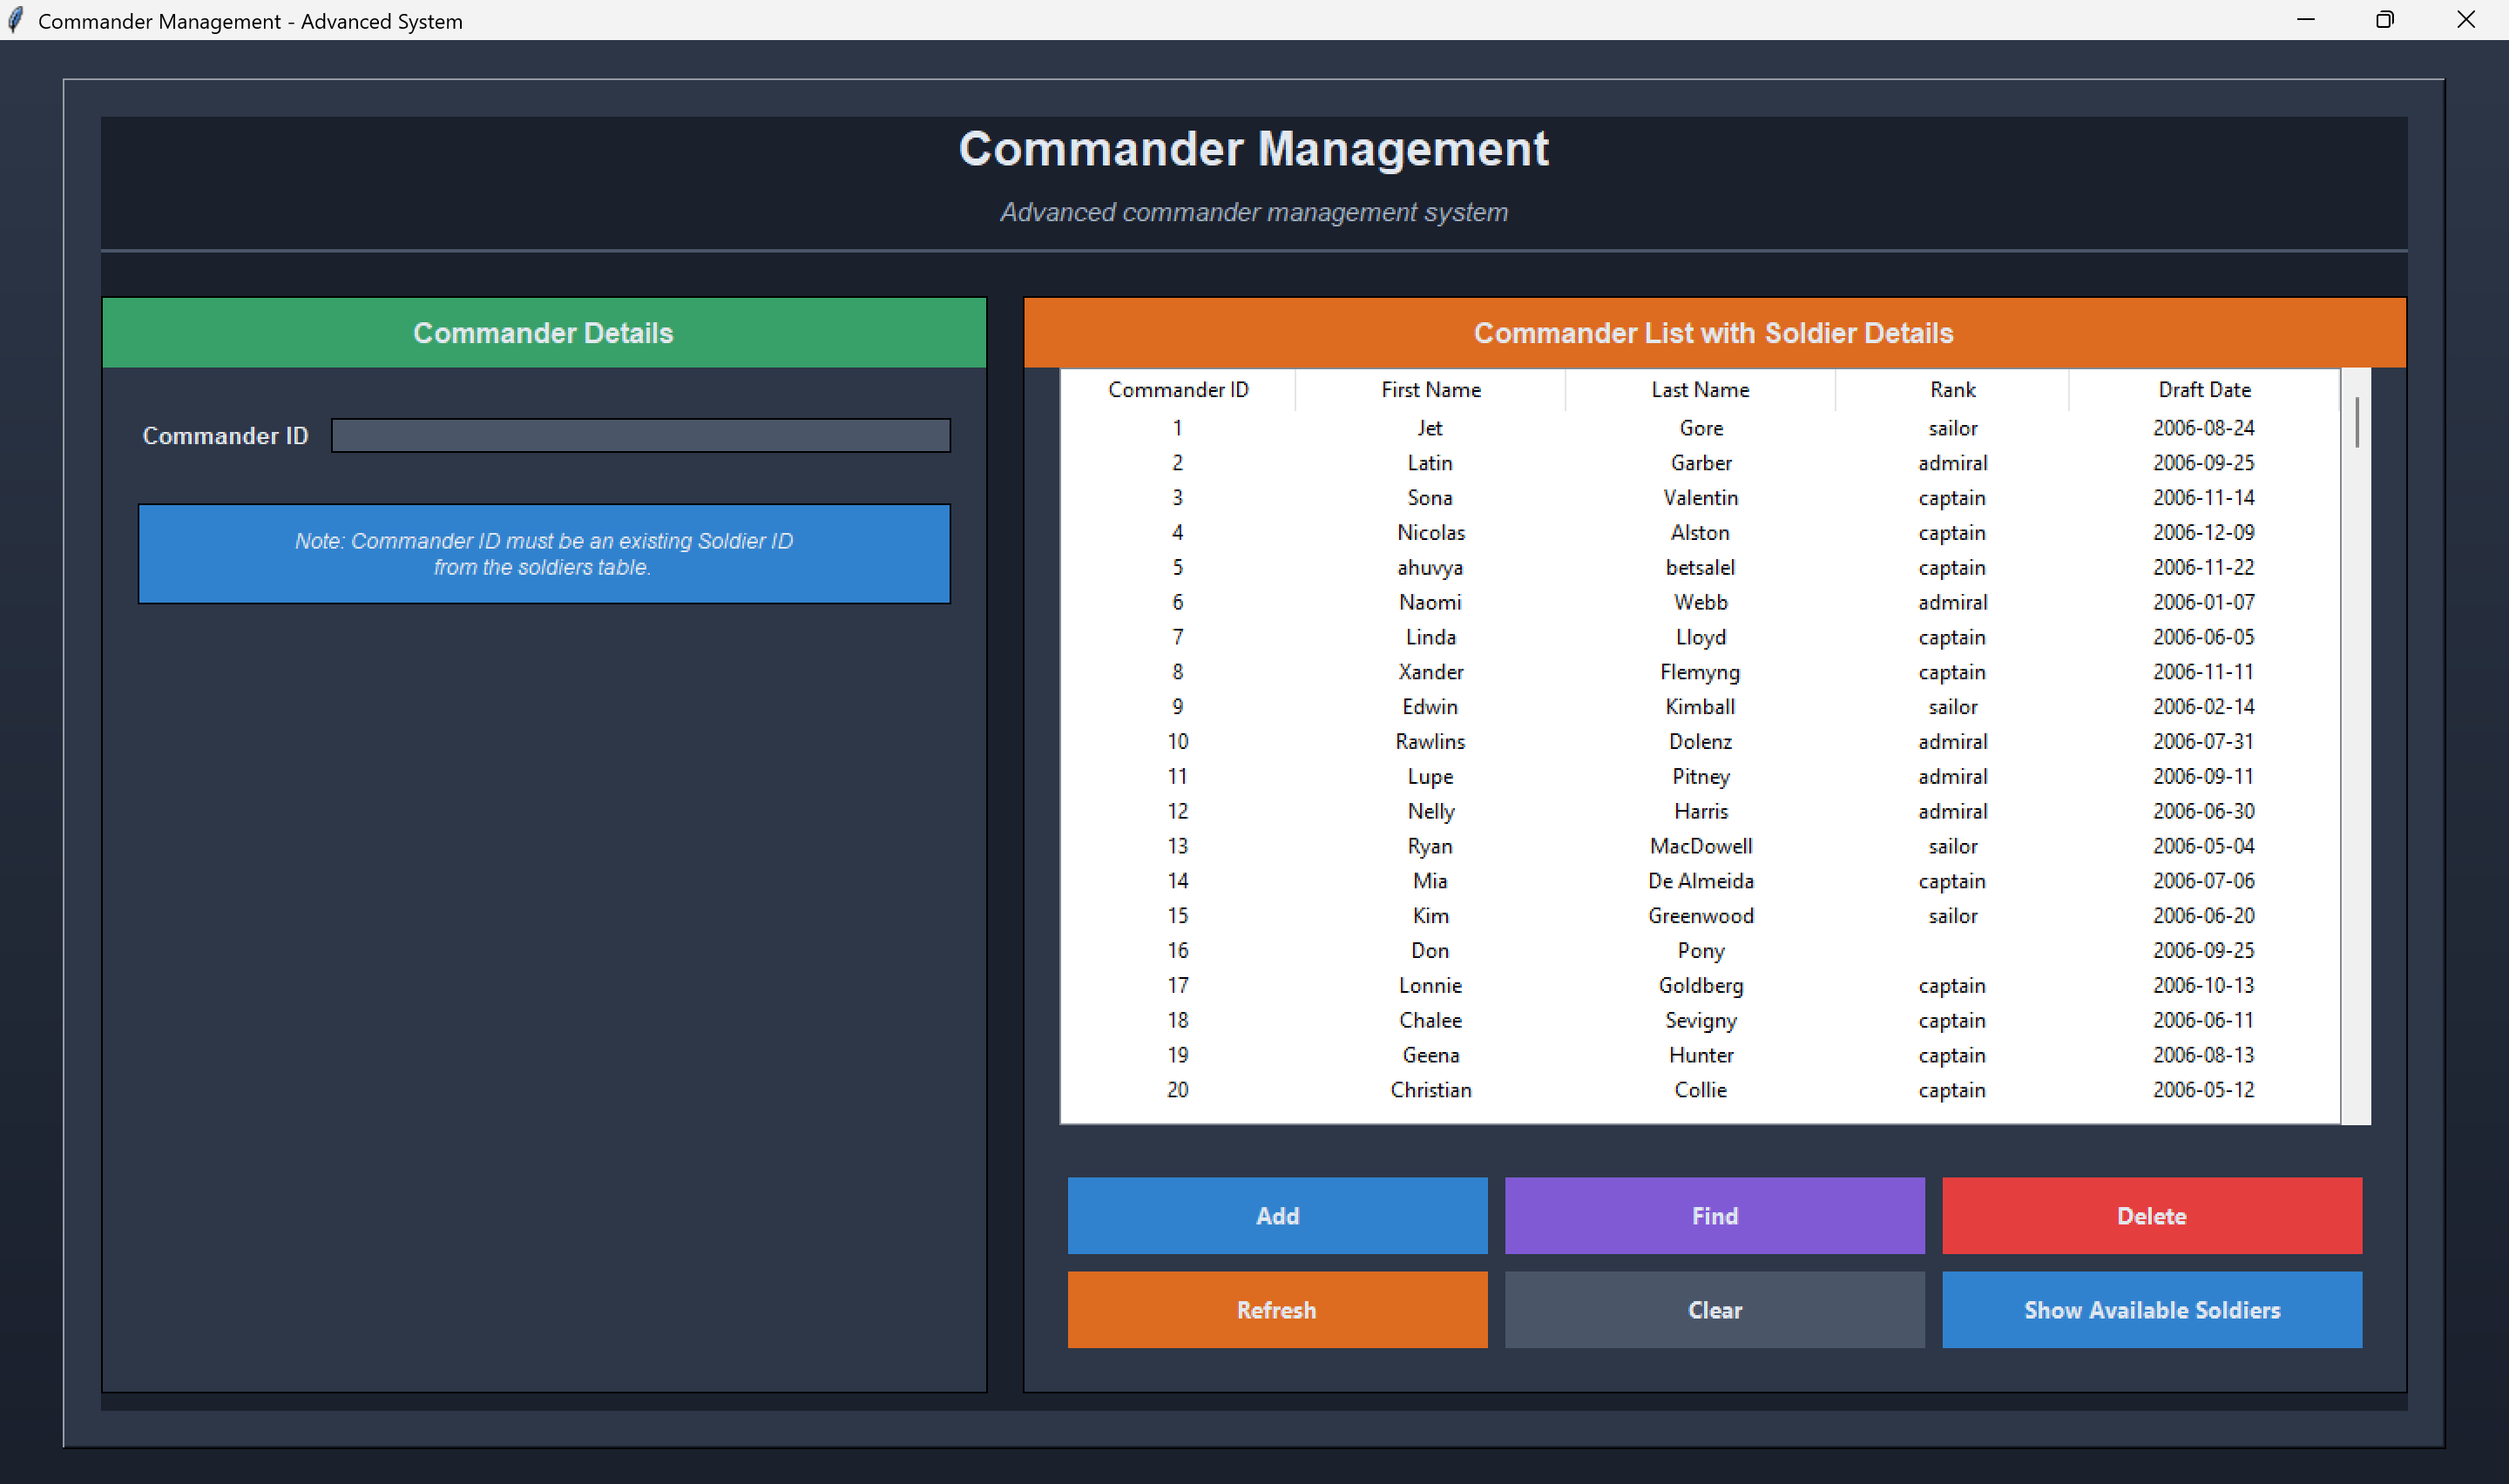 Commander Management - Advanced System
Commander Management
Advanced commander management system
Commander Details
Commander ID
Note: Commander ID must be an existing Soldier ID
from the soldiers table.
Commander List with Soldier Details
Commander ID First Name Last Name Rank Draft Date
1 Jet Gore sailor 2006-08-24
2 Latin Garber admiral 2006-09-25
3 Sona Valentin captain 2006-11-14
4 Nicolas Alston captain 2006-12-09
5 ahuvya betsalel captain 2006-11-22
6 Naomi Webb admiral 2006-01-07
7 Linda Lloyd captain 2006-06-05
8 Xander Flemyng captain 2006-11-11
9 Edwin Kimball sailor 2006-02-14
10 Rawlins Dolenz admiral 2006-07-31
11 Lupe Pitney admiral 2006-09-11
12 Nelly Harris admiral 2006-06-30
13 Ryan MacDowell sailor 2006-05-04
14 Mia De Almeida captain 2006-07-06
15 Kim Greenwood sailor 2006-06-20
16 Don Pony 2006-09-25
17 Lonnie Goldberg captain 2006-10-13
18 Chalee Sevigny captain 2006-06-11
19 Geena Hunter captain 2006-08-13
20 Christian Collie captain 2006-05-12
Add Find Delete
Refresh Clear Show Available Soldiers